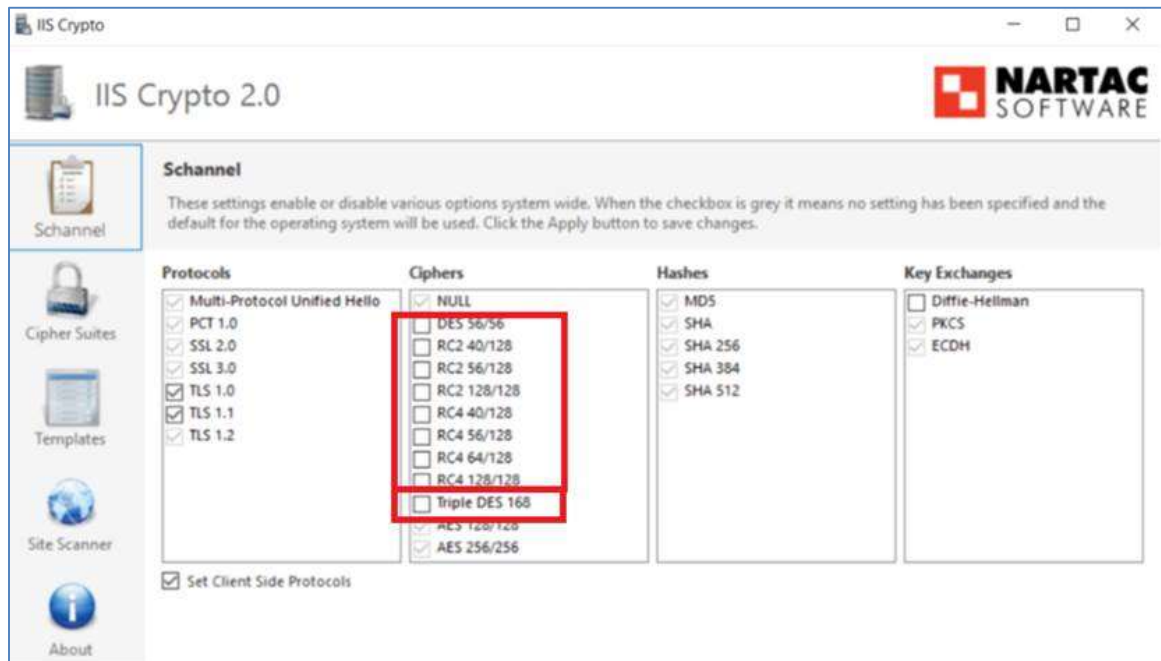 IIS Crypto
IIS Crypto 2.0
NARTAC
SOFTWARE
Schannel
Cipher Suites
Templates
Site Scanner
About
Schannel
These settings enable or disable various options system wide. When the checkbox is grey it means no setting has been specified and the
default for the operating system will be used. Click the Apply button to save changes.
Protocols
Multi-Protocol Unified Hello
PCT 1.0
SSL 2.0
SSL 3.0
TLS 1.0
TLS 1.1
TLS 1.2
Ciphers
NULL
DES 56/56
RC2 40/128
RC2 56/128
RC2 128/128
RC4 40/128
RC4 56/128
RC4 64/128
RC4 128/128
Triple DES 168
AES 128/128
AES 256/256
Hashes
MD5
SHA
SHA 256
SHA 384
SHA 512
Key Exchanges
Diffie-Hellman
PKCS
ECDH
Set Client Side Protocols